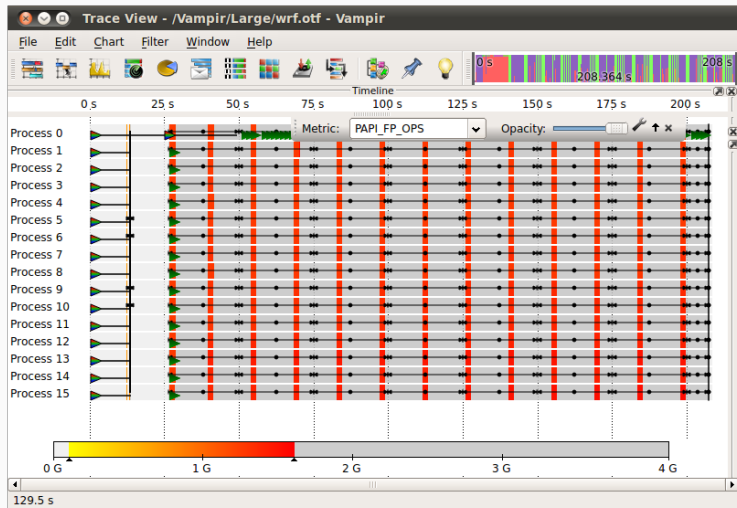 Trace View - /Vampir/Large/wrf.otf - Vampir
File Edit Chart Filter Window Help
0 s 208 s
208.364 s
Timeline
0 s 25 s 50 s 75 s 100 s 125 s 150 s 175 s 200 s
Metric: PAPI_FP_OPS Opacity:
Process 0
Process 1
Process 2
Process 3
Process 4
Process 5
Process 6
Process 7
Process 8
Process 9
Process 10
Process 11
Process 12
Process 13
Process 14
Process 15
0 G 1 G 2 G 3 G 4 G
129.5 s